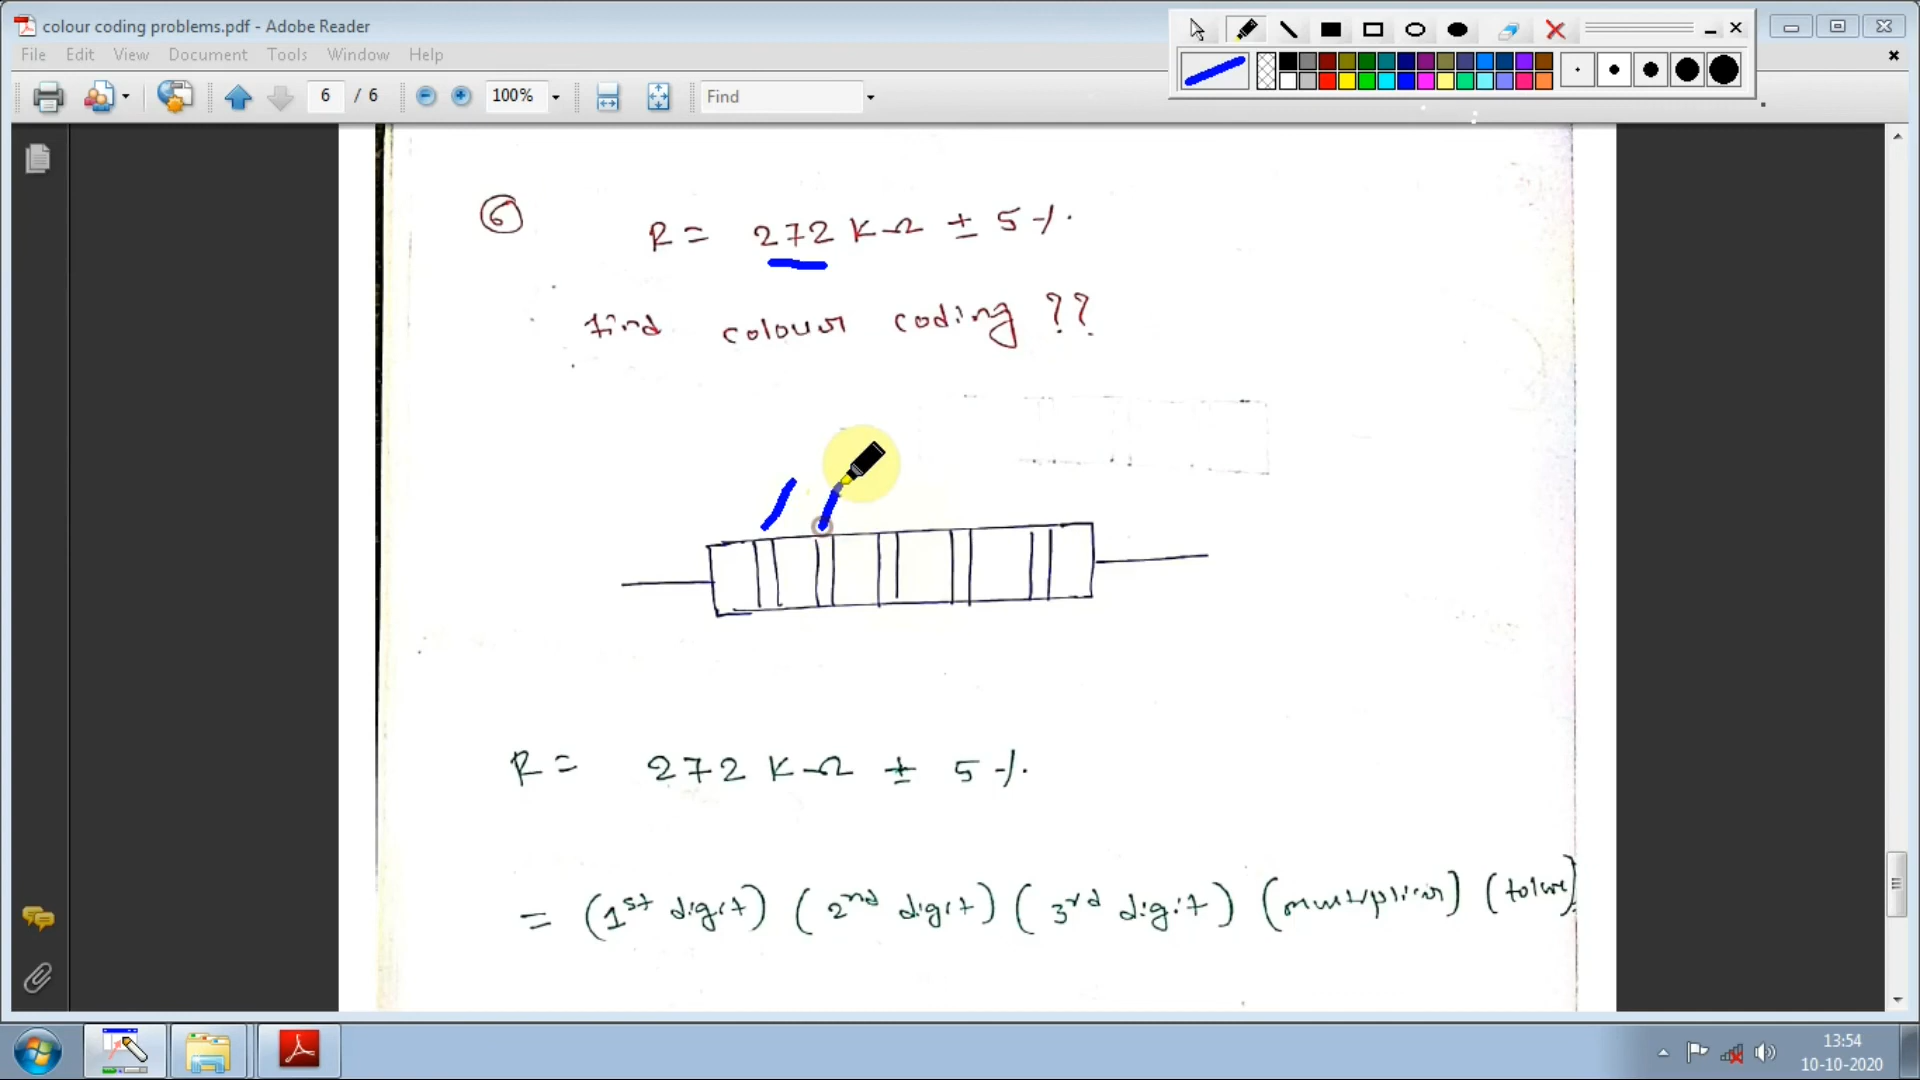 colour coding problems.pdf - Adobe Reader
File Edit View Document Tools Window Help
6 / 6 100% Find
6
R = 272 KΩ ± 5%
find colour coding ??
R = 272 KΩ ± 5%
= (1st digit) (2nd digit) (3rd digit) (multiplier)
13:54
10-10-2020